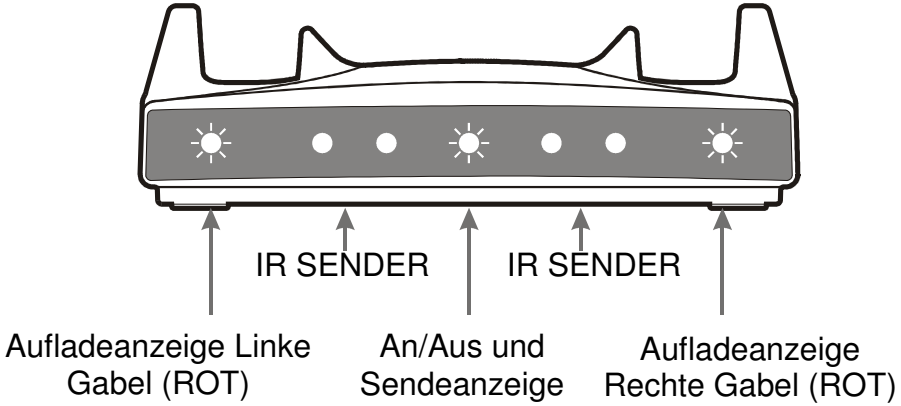 IR SENDER
IR SENDER
Aufladeanzeige Linke
Gabel (ROT)
An/Aus und
Sendeanzeige
Aufladeanzeige
Rechte Gabel (ROT)